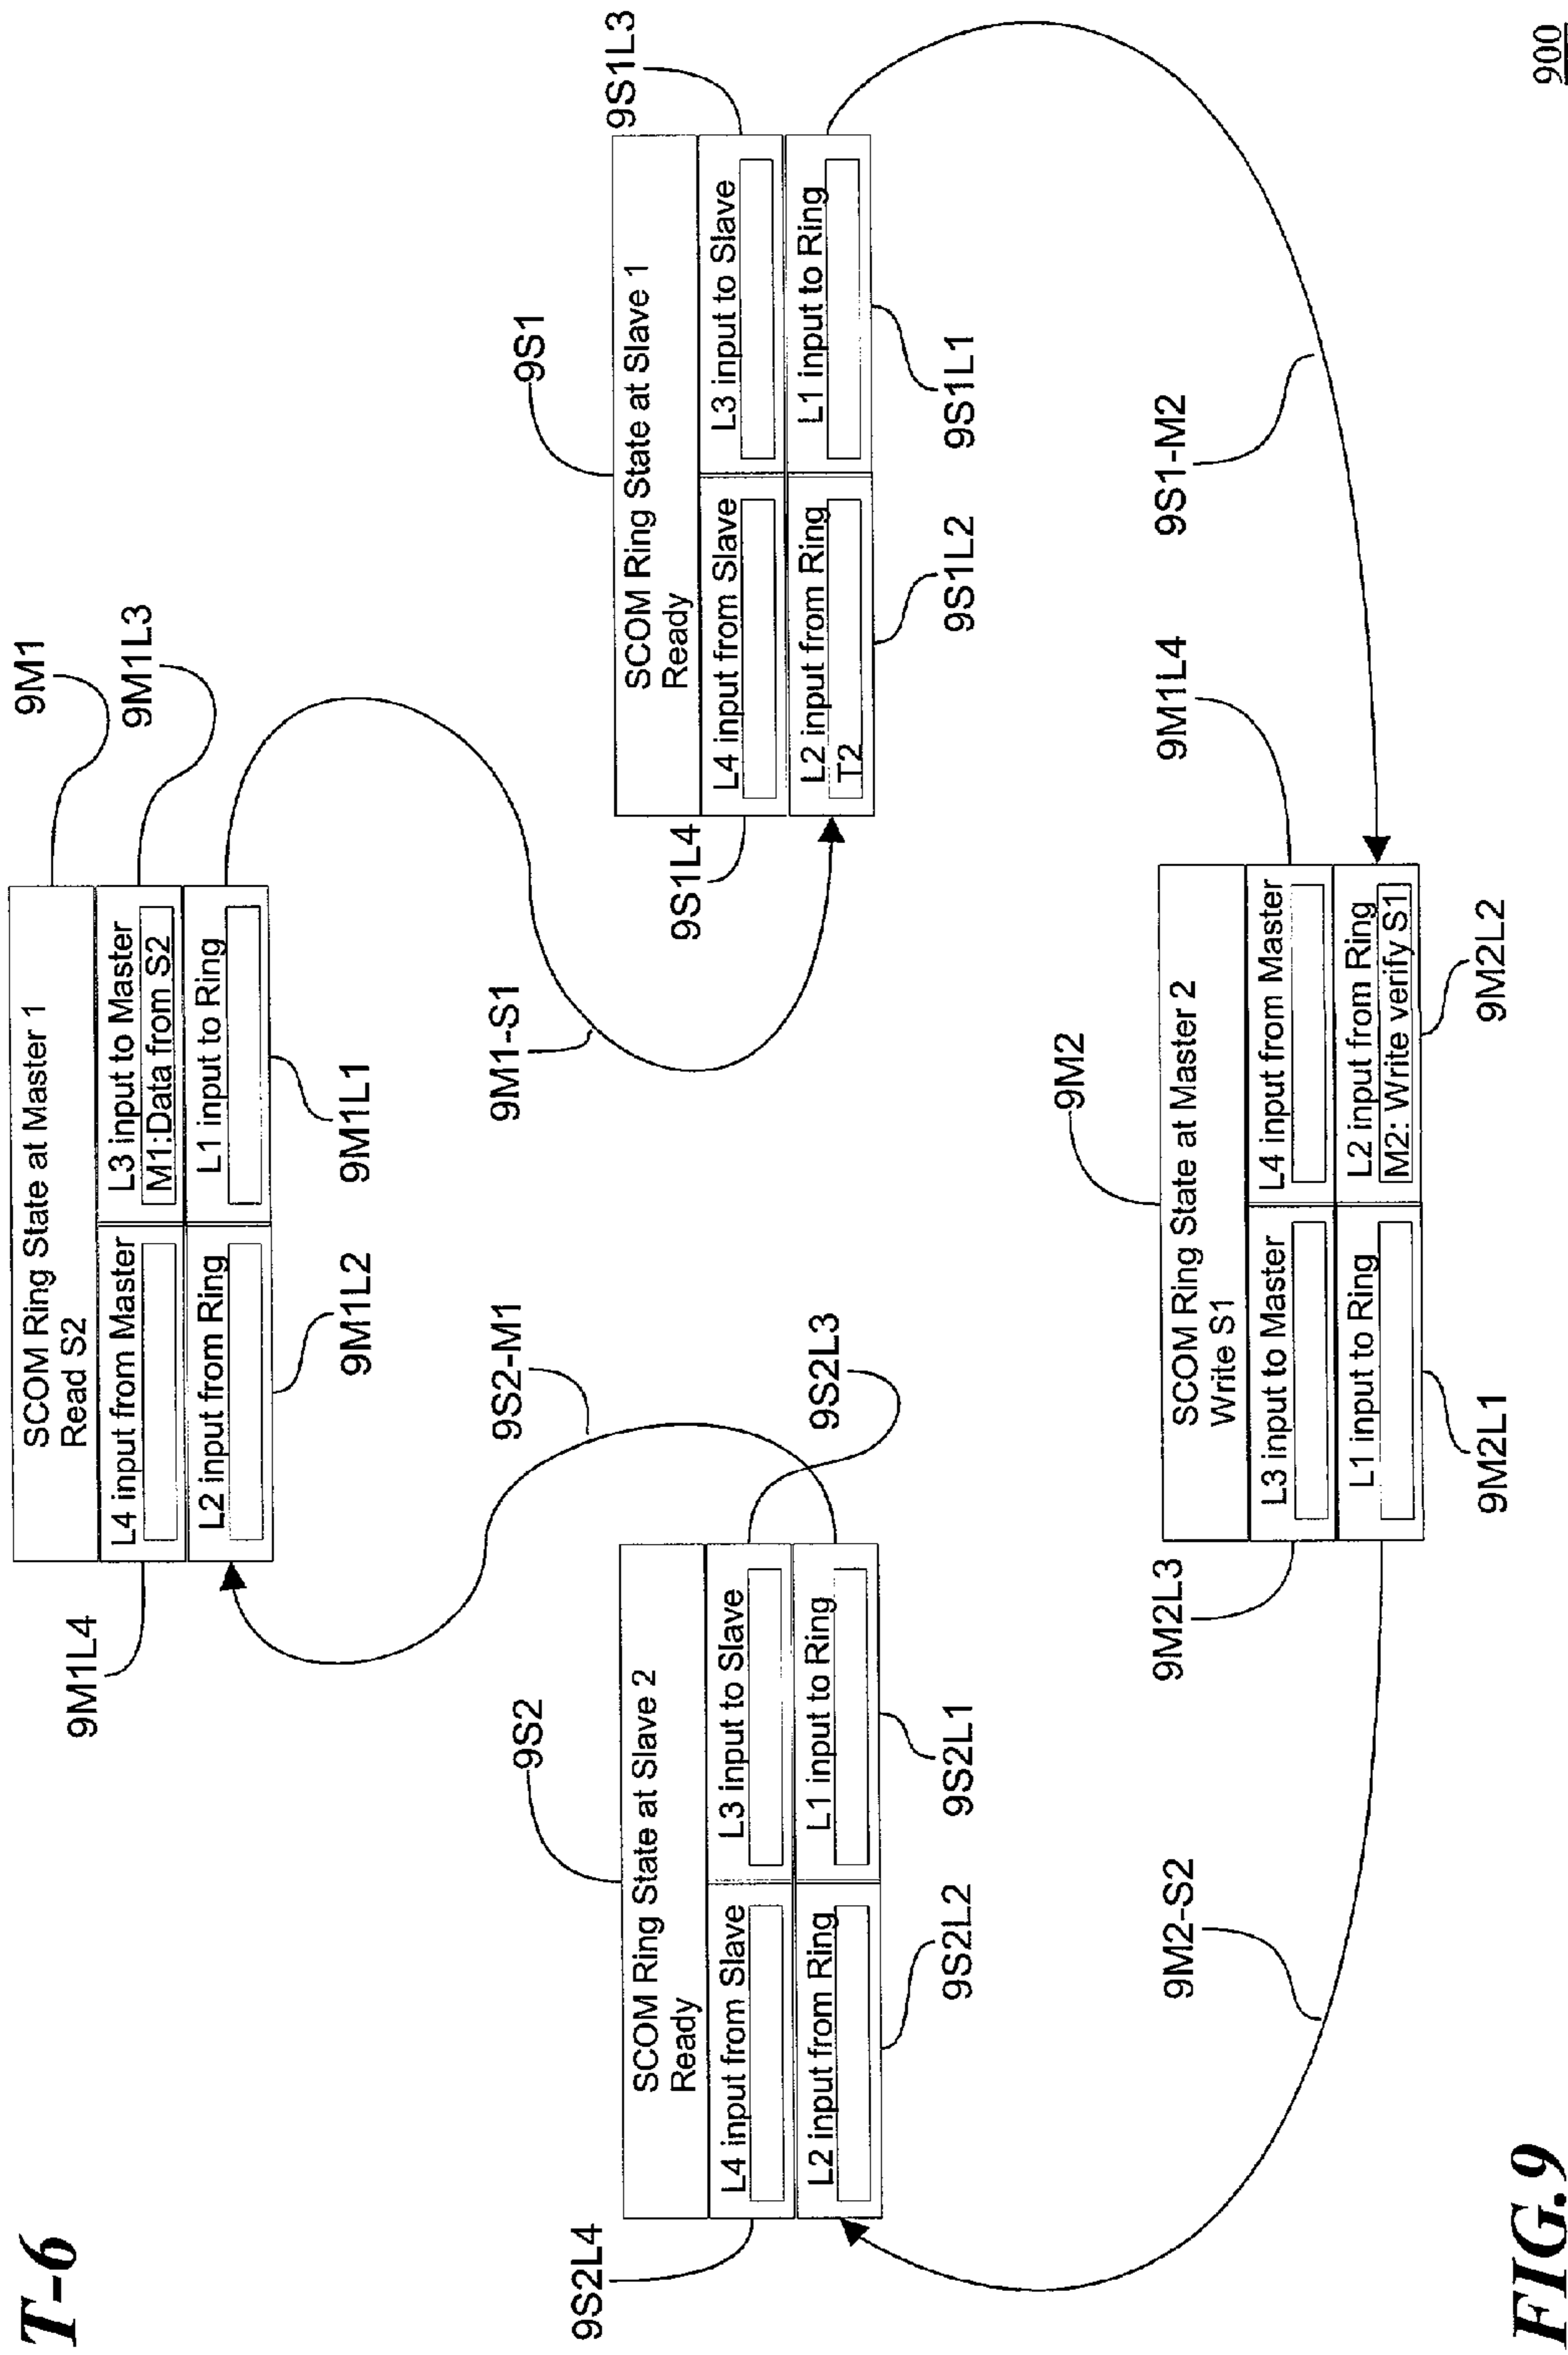 T-6
9M1
SCOM Ring State at Master 1
Read S2
9M1L4
L4 input from Master
L3 input to Master
M1:Data from S2
9M1L3
L2 input from Ring
L1 input to Ring
9M1L2
9M1L1
9S2-M1
9M1-S1
9S2
SCOM Ring State at Slave 2
Ready
9S2L4
L4 input from Slave
L3 input to Slave
9S2L3
L2 input from Ring
L1 input to Ring
9S2L2
9S2L1
9S1
SCOM Ring State at Slave 1
Ready
9S1L4
L4 input from Slave
L3 input to Slave
9S1L3
L2 input from Ring
T2
L1 input to Ring
9S1L2
9S1L1
9M2-S2
9S1-M2
9M2
SCOM Ring State at Master 2
Write S1
9M2L3
L3 input to Master
L4 input from Master
9M1L4
L1 input to Ring
L2 input from Ring
M2: Write verify S1
9M2L1
9M2L2
FIG.9
900